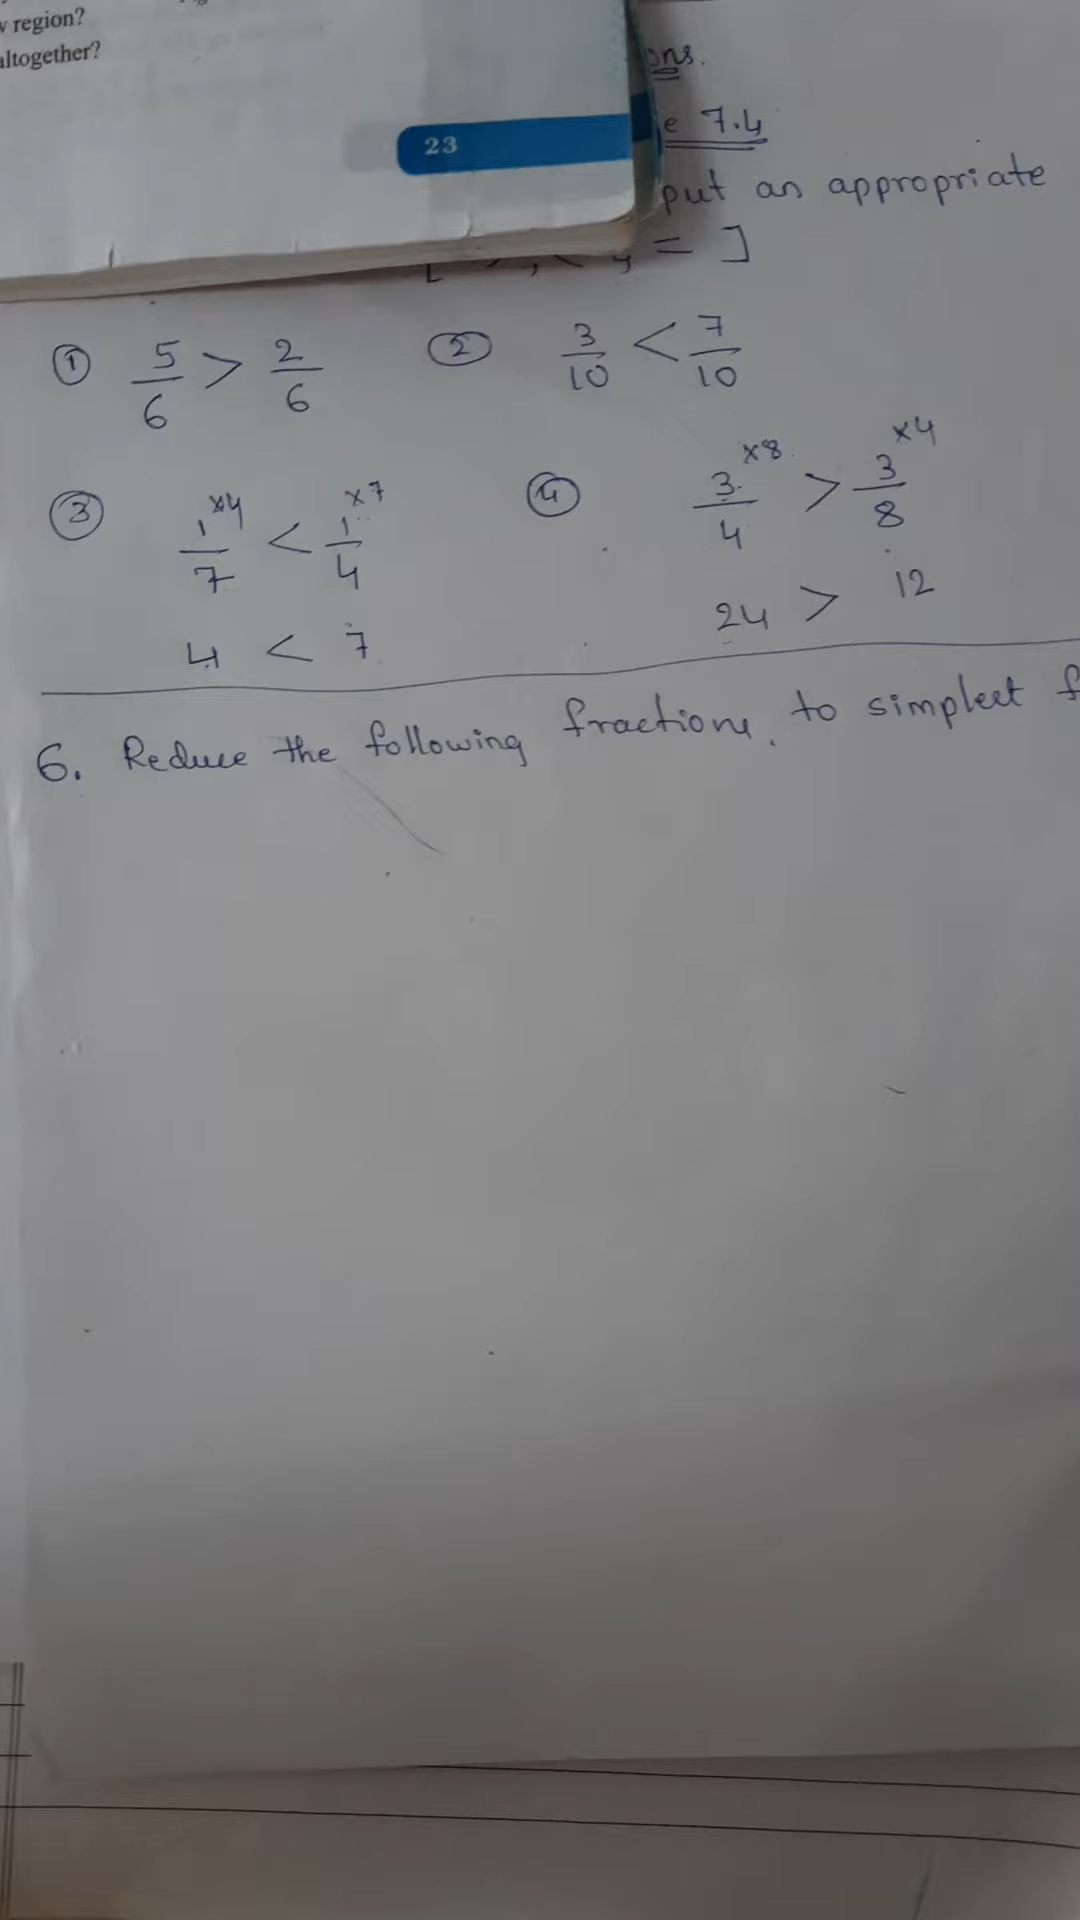 region?
altogether?
23
ons.
e 7.4
put an appropriate
= ]
① 5/6 > 2/6 ② 3/10 < 7/10
③ 1/7 ×4 < 1/4 ×7 ④ 3/4 ×8 > 3/8 ×4
4 < 7 24 > 12
6. Reduce the following fractions. to simplest f